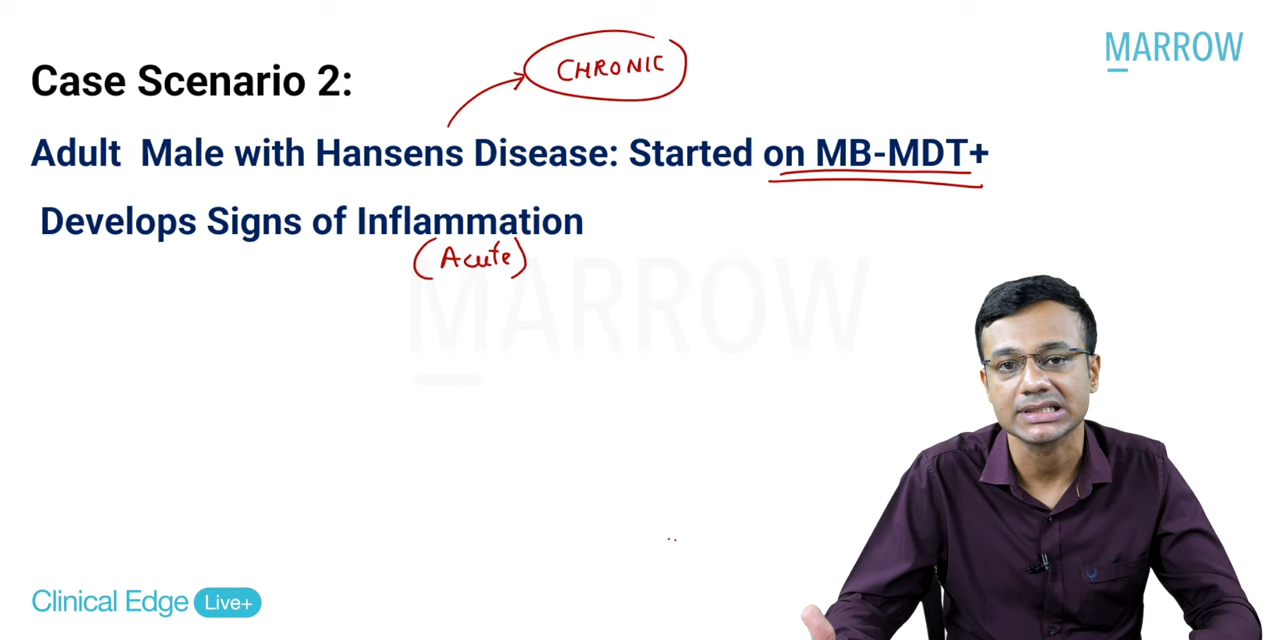 MARROW
CHRONIC
Case Scenario 2:
Adult Male with Hansens Disease: Started on MB-MDT+
Develops Signs of Inflammation
(Acute)
MARROW
Clinical Edge Live+